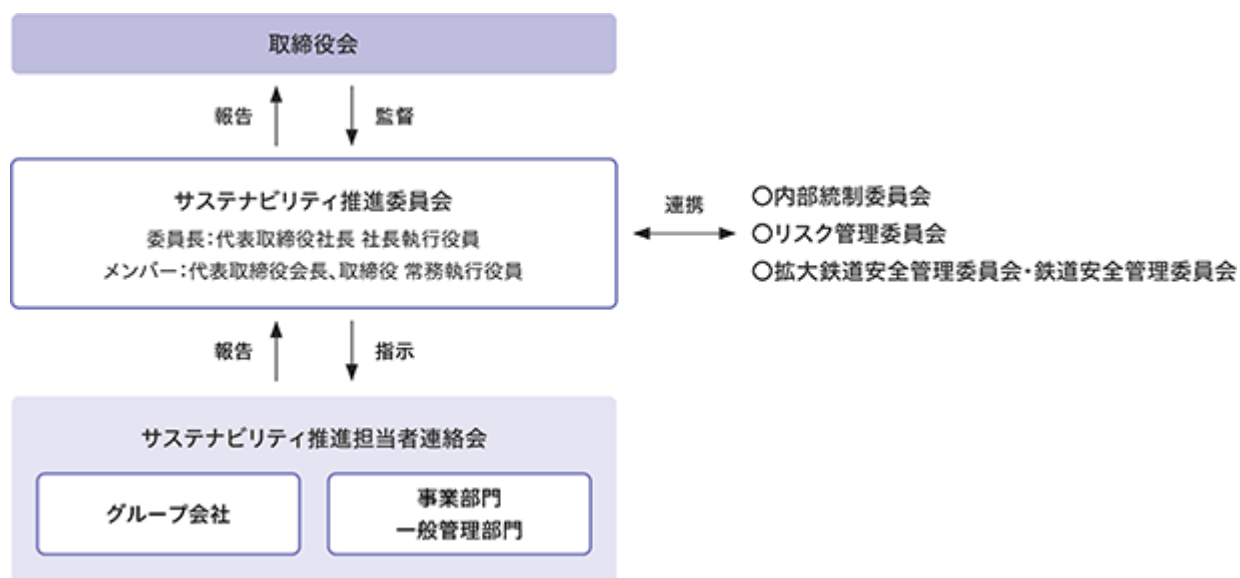 取締役会
報告
監督
サステナビリティ推進委員会
委員長：代表取締役社長 社長執行役員
メンバー：代表取締役会長、取締役 常務執行役員
連携
〇内部統制委員会
〇リスク管理委員会
〇拡大鉄道安全管理委員会・鉄道安全管理委員会
報告
指示
サステナビリティ推進担当者連絡会
グループ会社
事業部門
一般管理部門